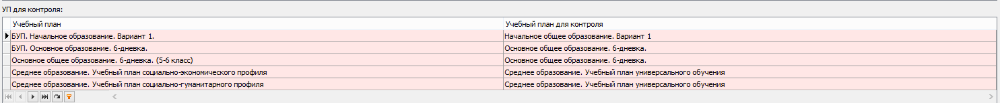 УП для контроля:
Учебный план Учебный план для контроля
БУП. Начальное образование. Вариант 1. Начальное общее образование. Вариант 1
БУП. Основное образование. 6-дневка. Основное общее образование. 6-дневка.
Основное общее образование. 6-дневка. (5-6 класс) Основное общее образование. 6-дневка.
Среднее образование. Учебный план социально-экономического профиля Среднее образование. Учебный план универсального обучения
Среднее образование. Учебный план социально-гуманитарного профиля Среднее образование. Учебный план универсального обучения